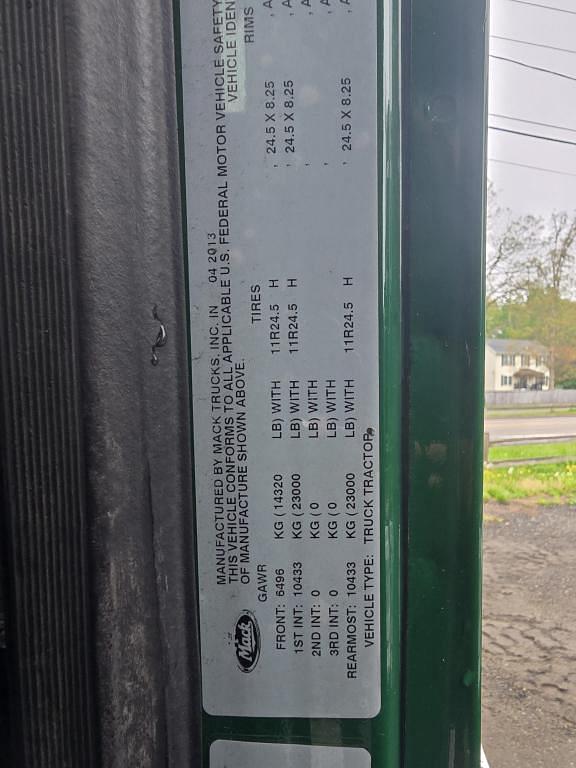 MANUFACTURED BY MACK TRUCKS, INC. IN 04 2013
THIS VEHICLE CONFORMS TO ALL APPLICABLE U.S. FEDERAL MOTOR VEHICLE SAFETY
OF MANUFACTURE SHOWN ABOVE. VEHICLE IDEN
Mack GAWR TIRES RIMS
FRONT: 6496 KG ( 14320 LB) WITH 11R24.5 H , 24.5 X 8.25 , A
1ST INT: 10433 KG ( 23000 LB) WITH 11R24.5 H , 24.5 X 8.25 , A
2ND INT: 0 KG ( 0 LB) WITH , , A
3RD INT: 0 KG ( 0 LB) WITH , , A
REARMOST: 10433 KG ( 23000 LB) WITH 11R24.5 H , 24.5 X 8.25 , A
VEHICLE TYPE: TRUCK TRACTOR